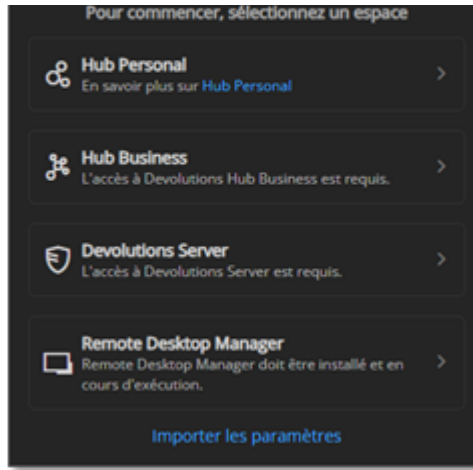 Pour commencer, sélectionnez un espace
Hub Personal
En savoir plus sur Hub Personal
Hub Business
L'accès à Devolutions Hub Business est requis.
Devolutions Server
L'accès à Devolutions Server est requis.
Remote Desktop Manager
Remote Desktop Manager doit être installé et en
cours d'exécution.
Importer les paramètres